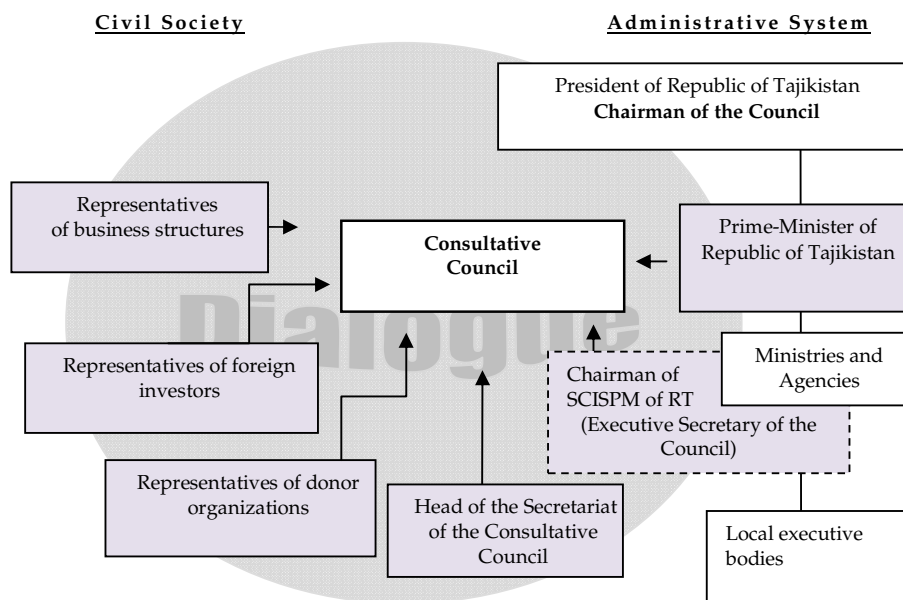 Civil Society
Administrative System
President of Republic of Tajikistan
Chairman of the Council
Representatives
of business structures
Consultative
Council
Prime-Minister of
Republic of Tajikistan
Dialogue
Representatives of foreign
investors
Ministries and
Agencies
Chairman of
SCISPM of RT
(Executive Secretary of the
Council)
Representatives of donor
organizations
Head of the Secretariat
of the Consultative
Council
Local executive
bodies